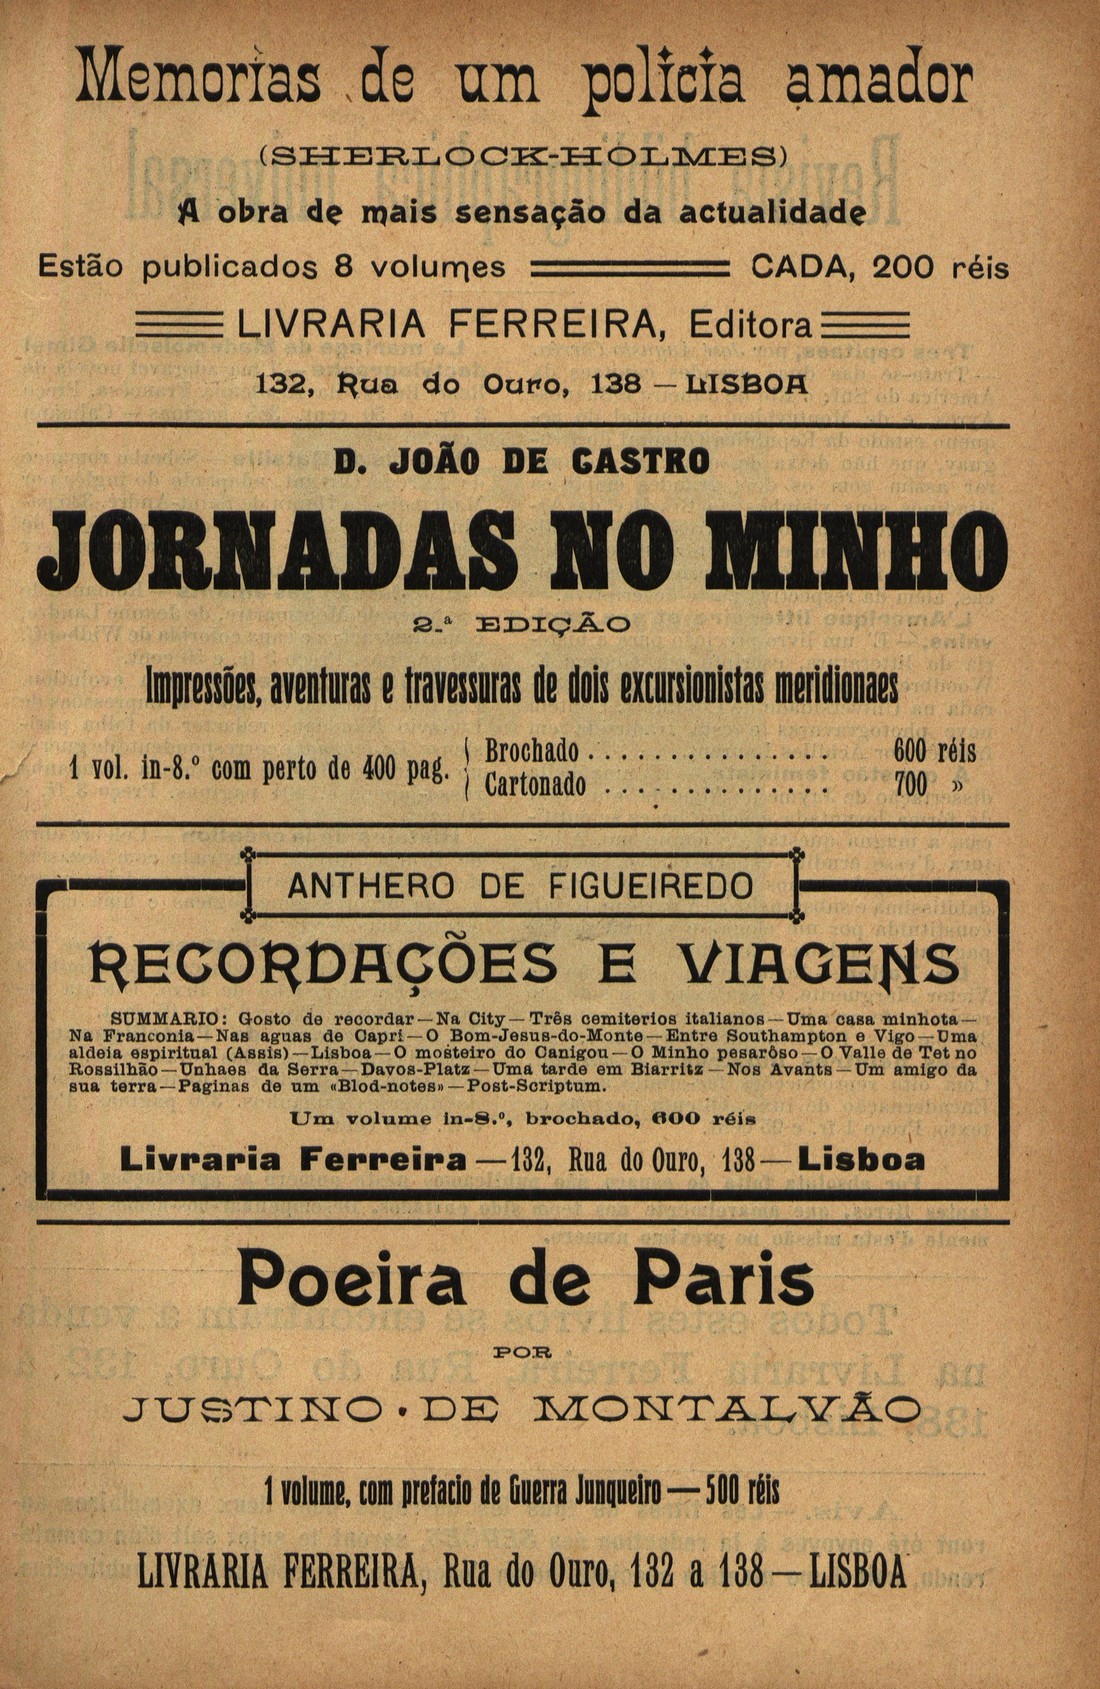 Memorias de um policia amador
(SHERLOCK-HOLMES)
A obra de mais sensação da actualidade
Estão publicados 8 volumes CADA, 200 réis
LIVRARIA FERREIRA, Editora
132, Rua do Ouro, 138 — LISBOA
D. JOÃO DE CASTRO
JORNADAS NO MINHO
2.ª EDIÇÃO
Impressões, aventuras e travessuras de dois excursionistas meridionaes
1 vol. in-8.º com perto de 400 pag. { Brochado . . . . . . . . . . . . . . . 600 réis
Cartonado . . . . . . . . . . . . . . 700 »
ANTHERO DE FIGUEIREDO
RECORDAÇÕES E VIAGENS
SUMMARIO: Gosto de recordar—Na City—Três cemiterios italianos—Uma casa minhota—
Na Franconia—Nas aguas de Capri—O Bom-Jesus-do-Monte—Entre Southampton e Vigo—Uma
aldeia espiritual (Assis)—Lisboa—O mosteiro do Canigou—O Minho pesarôso—O Valle de Tet no
Rossilhão—Unhaes da Serra—Davos-Platz—Uma tarde em Biarritz—Nos Avants—Um amigo da
sua terra—Paginas de um «Blod-notes»—Post-Scriptum.
Um volume in-8.º, brochado, 600 réis
Livraria Ferreira—132, Rua do Ouro, 138—Lisboa
Poeira de Paris
POR
JUSTINO DE MONTALVÃO
1 volume, com prefacio de Guerra Junqueiro—500 réis
LIVRARIA FERREIRA, Rua do Ouro, 132 a 138—LISBOA